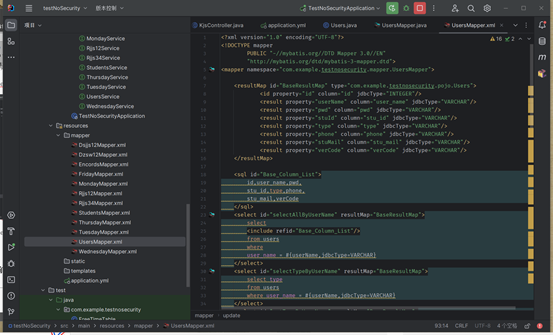 testNoSecurity
版本控制
TestNoSecurityApplication
项目
KjsController.java
application.yml
Users.java
UsersMapper.java
UsersMapper.xml
MondayService
Rjjs12Service
Rjjs34Service
StudentsService
ThursdayService
TuesdayService
UsersService
WednesdayService
TestNoSecurityApplication
resources
mapper
Dsjjs12Mapper.xml
Dzsw12Mapper.xml
EncordsMapper.xml
FridayMapper.xml
MondayMapper.xml
Rjjs12Mapper.xml
Rjjs34Mapper.xml
StudentsMapper.xml
ThursdayMapper.xml
TuesdayMapper.xml
UsersMapper.xml
WednesdayMapper.xml
static
templates
application.yml
test
java
com.example.testnosecurity
16
2
<?xml version="1.0" encoding="UTF-8"?>
<!DOCTYPE mapper
PUBLIC "-//mybatis.org//DTD Mapper 3.0//EN"
"http://mybatis.org/dtd/mybatis-3-mapper.dtd">
<mapper namespace="com.example.testnosecurity.mapper.UsersMapper">
<resultMap id="BaseResultMap" type="com.example.testnosecurity.pojo.Users">
<id property="id" column="id" jdbcType="INTEGER"/>
<result property="userName" column="user_name" jdbcType="VARCHAR"/>
<result property="pwd" column="pwd" jdbcType="VARCHAR"/>
<result property="stuId" column="stu_id" jdbcType="VARCHAR"/>
<result property="type" column="type" jdbcType="VARCHAR"/>
<result property="phone" column="phone" jdbcType="VARCHAR"/>
<result property="stuMail" column="stu_mail" jdbcType="VARCHAR"/>
<result property="verCode" column="verCode" jdbcType="VARCHAR"/>
</resultMap>
<sql id="Base_Column_List">
id,user_name,pwd,
stu_id,type,phone,
stu_mail,verCode
</sql>
<select id="selectAllByUserName" resultMap="BaseResultMap">
select
<include refid="Base_Column_List"/>
from users
where
user_name = #{userName,jdbcType=VARCHAR}
</select>
<select id="selectTypeByUserName" resultMap="BaseResultMap">
select type
from users
where user_name = #{userName,jdbcType=VARCHAR}
</select>
mapper › update
testNoSecurity › src › main › resources › mapper › UsersMapper.xml
93:14 CRLF UTF-8 4个空格